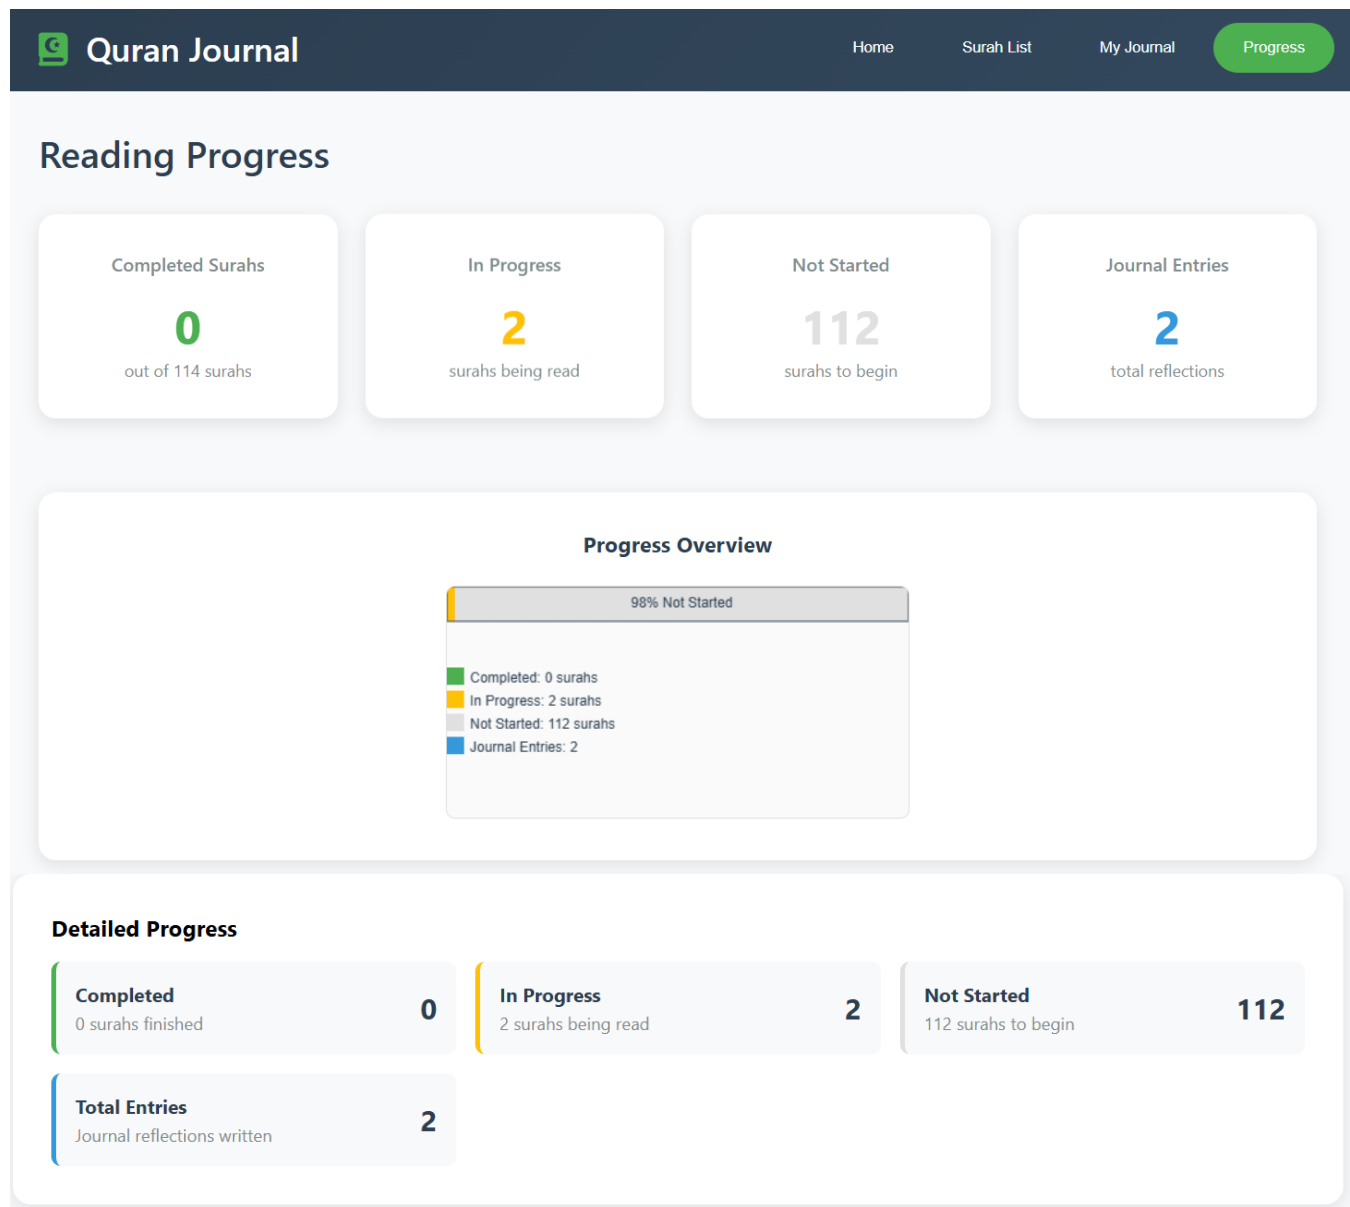 Quran Journal
Home
Surah List
My Journal
Progress
Reading Progress
Completed Surahs
0
out of 114 surahs
In Progress
2
surahs being read
Not Started
112
surahs to begin
Journal Entries
2
total reflections
Progress Overview
98% Not Started
Completed: 0 surahs
In Progress: 2 surahs
Not Started: 112 surahs
Journal Entries: 2
Detailed Progress
Completed
0 surahs finished
0
In Progress
2 surahs being read
2
Not Started
112 surahs to begin
112
Total Entries
Journal reflections written
2